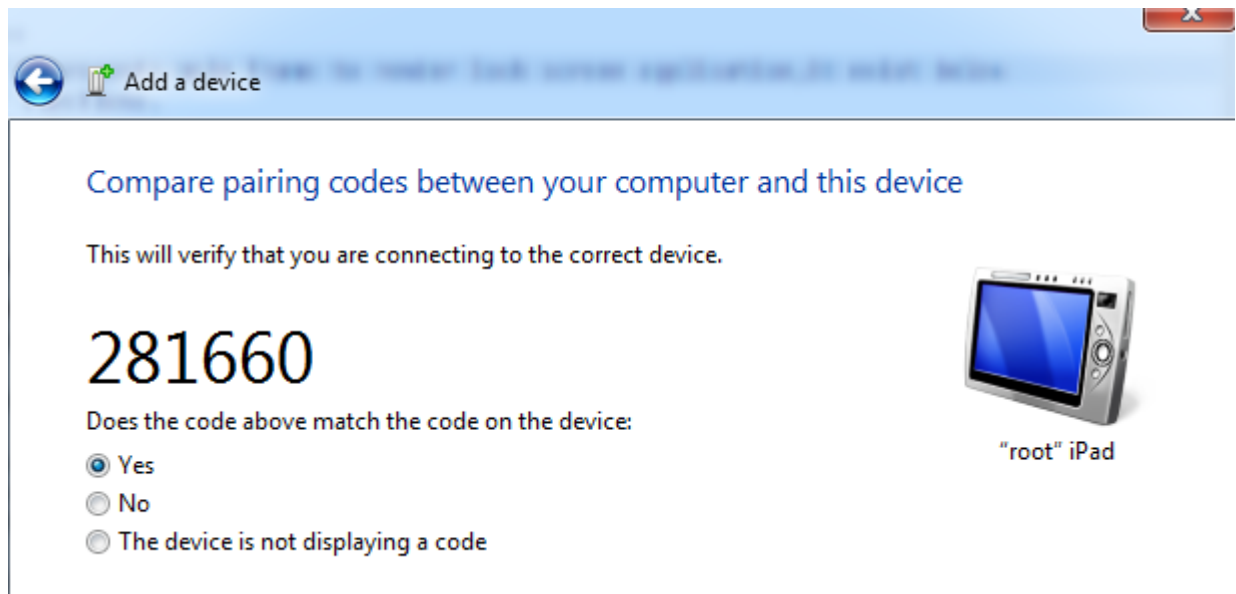 Add a device
Compare pairing codes between your computer and this device
This will verify that you are connecting to the correct device.
281660
Does the code above match the code on the device:
Yes
No
The device is not displaying a code
"root" iPad